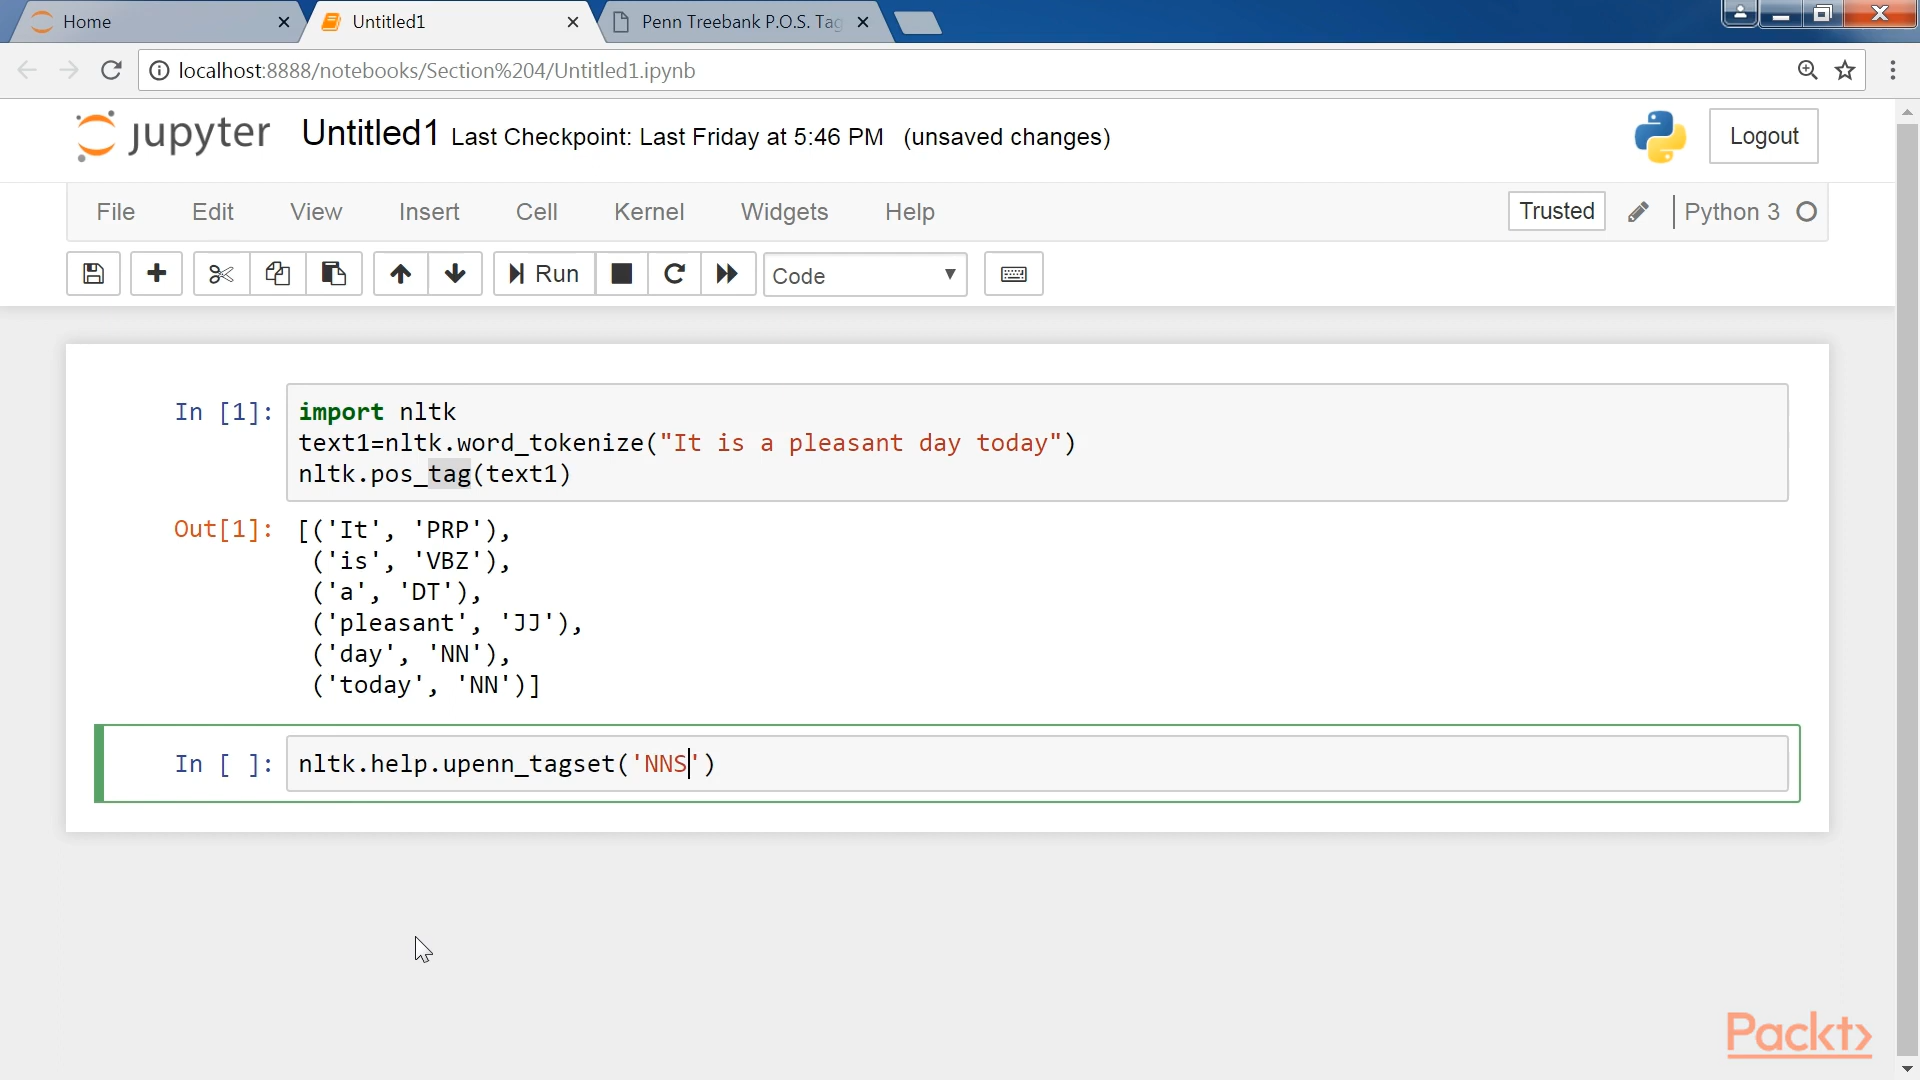 Home
Untitled1
Penn Treebank P.O.S. Tag
localhost:8888/notebooks/Section%204/Untitled1.ipynb
jupyter Untitled1 Last Checkpoint: Last Friday at 5:46 PM (unsaved changes)
Logout
File Edit View Insert Cell Kernel Widgets Help
Trusted
Python 3
Run
Code
In [1]:
import nltk
text1=nltk.word_tokenize("It is a pleasant day today")
nltk.pos_tag(text1)
Out[1]:
[('It', 'PRP'),
('is', 'VBZ'),
('a', 'DT'),
('pleasant', 'JJ'),
('day', 'NN'),
('today', 'NN')]
In [ ]:
nltk.help.upenn_tagset('NNS')
Packt>